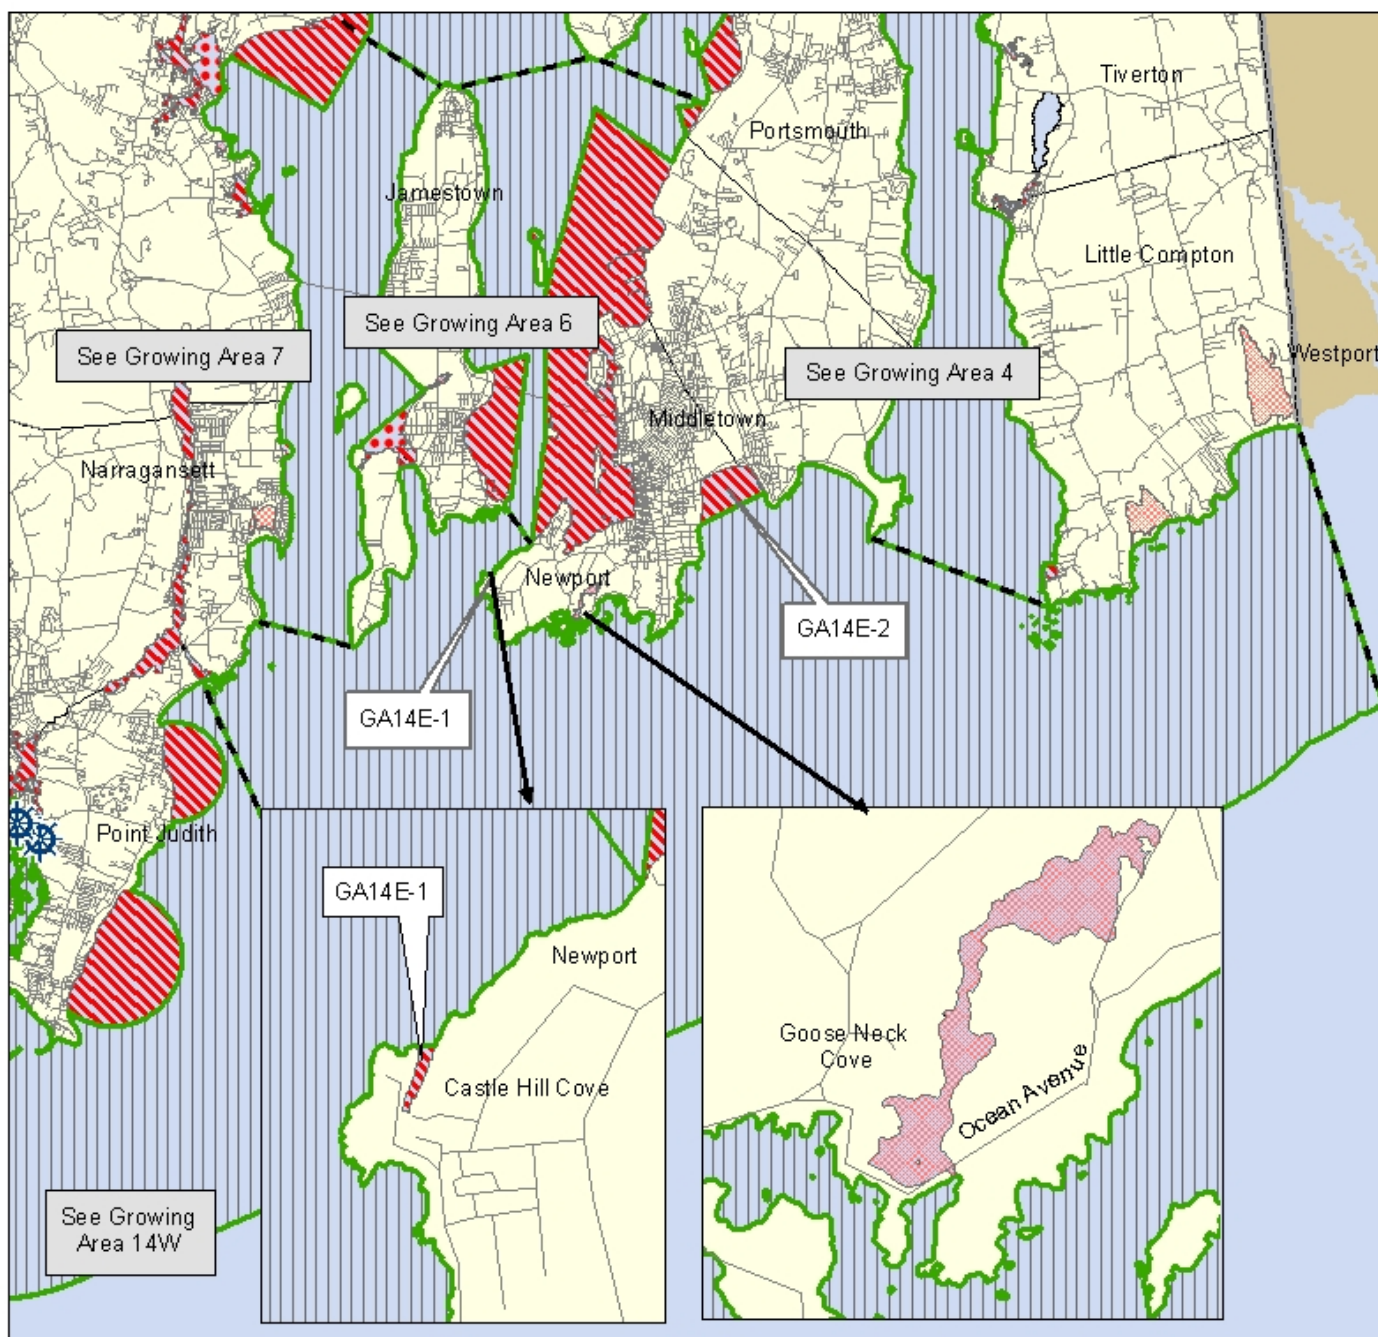 Tiverton
Portsmouth
Jamestown
Little Compton
See Growing Area 6
See Growing Area 7
See Growing Area 4
Westport
Middletown
Narragansett
Newport
GA14E-2
GA14E-1
Point Judith
GA14E-1
Newport
Castle Hill Cove
Goose Neck
Cove
Ocean Avenue
See Growing
Area 14W